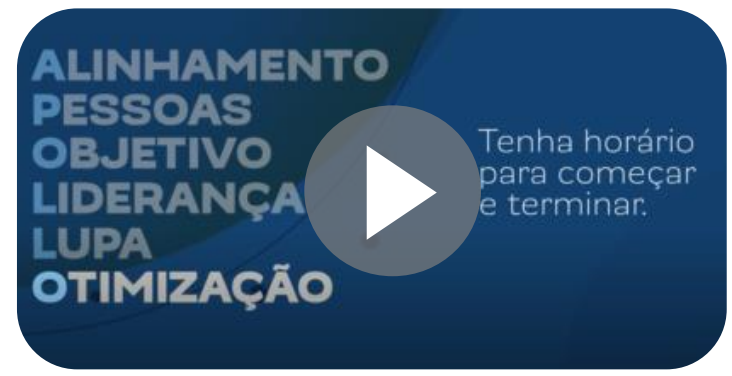 ALINHAMENTO
PESSOAS
OBJETIVO
LIDERANÇA
LUPA
OTIMIZAÇÃO
Tenha horário
para começar
e terminar.